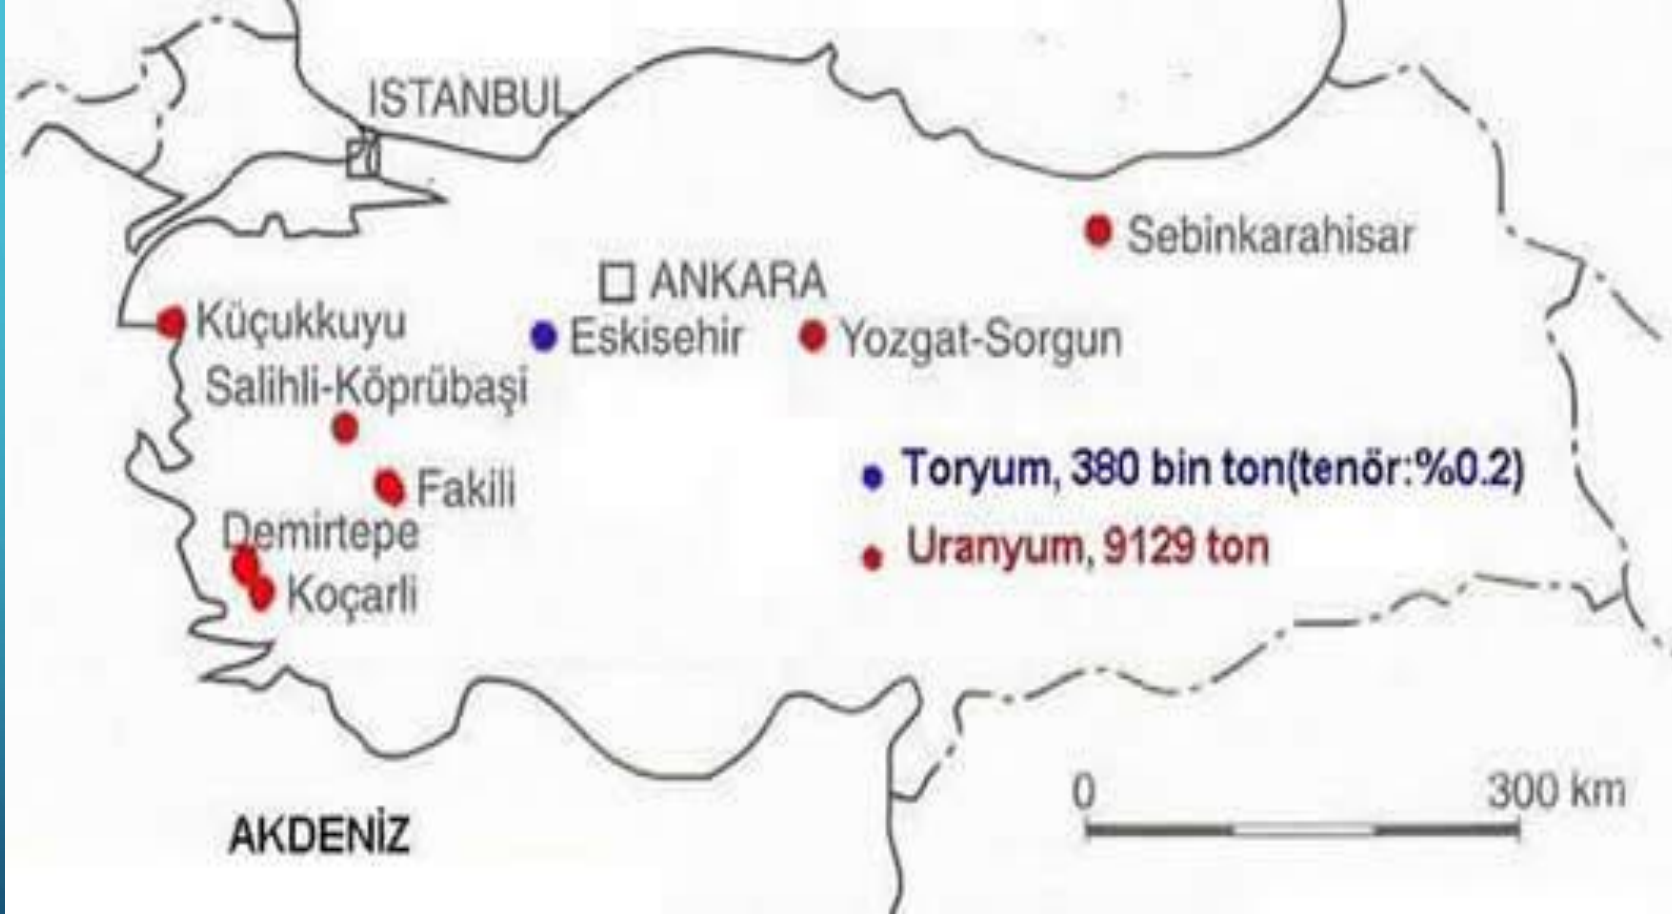 ISTANBUL
Sebinkarahisar
ANKARA
Küçukkuyu
Eskisehir
Yozgat-Sorgun
Salihli-Köprübaşi
Toryum, 380 bin ton(tenör:%0.2)
Fakili
Demirtepe
Uranyum, 9129 ton
Koçarli
0
300 km
AKDENİZ